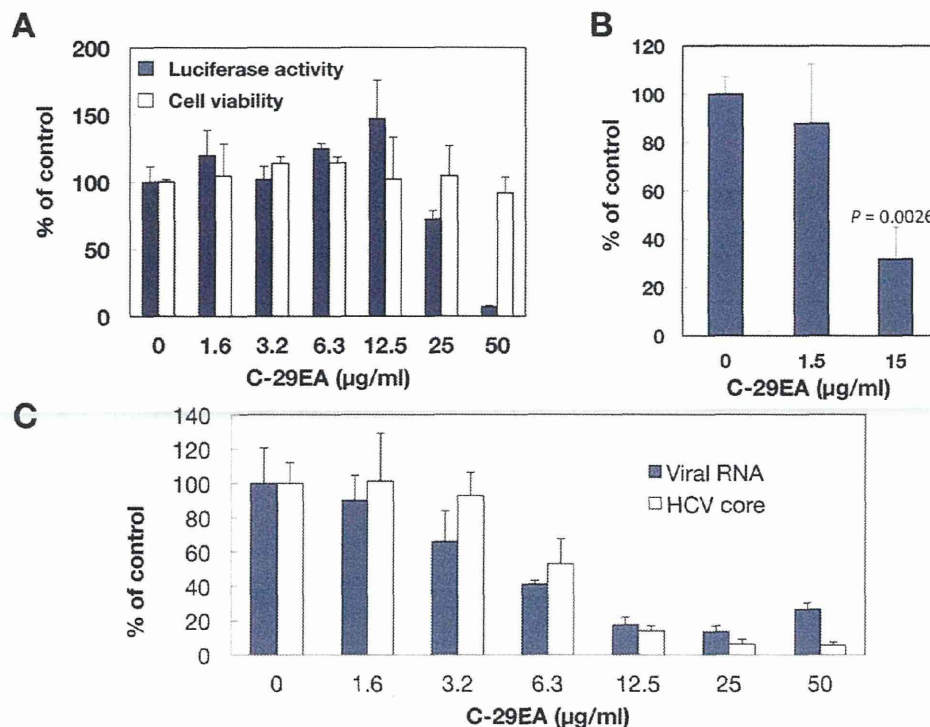 A
200
150
100
50
0
% of control
Luciferase activity
Cell viability
0 1.6 3.2 6.3 12.5 25 50
C-29EA (µg/ml)
B
120
100
80
60
40
20
0
% of control
P = 0.0026
0 1.5 15
C-29EA (µg/ml)
C
140
120
100
80
60
40
20
0
% of control
Viral RNA
HCV core
0 1.6 3.2 6.3 12.5 25 50
C-29EA (µg/ml)